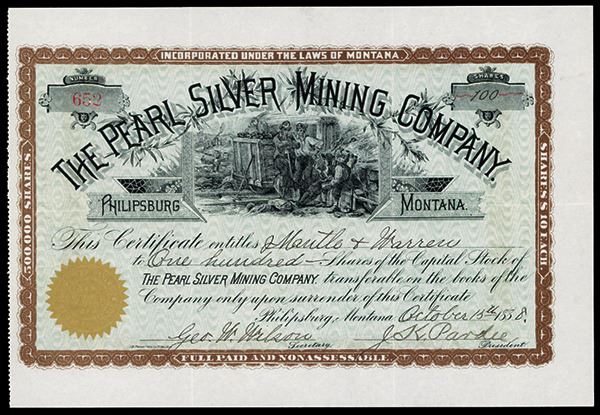 INCORPORATED UNDER THE LAWS OF MONTANA
NUMBER
652
SHARES
100
THE PEARL SILVER MINING COMPANY
PHILIPSBURG
MONTANA.
500,000 SHARES.
SHARES $10 EACH.
This Certificate entitles Mantle & Warren
to One hundred Shares of the Capital Stock of
THE PEARL SILVER MINING COMPANY, transferable on the books of the
Company only upon surrender of this Certificate
Philipsburg, Montana October 15th 1888.
Geo. W. Wilson
J. K. Pardee
Secretary.
President
FULL PAID AND NONASSESSABLE